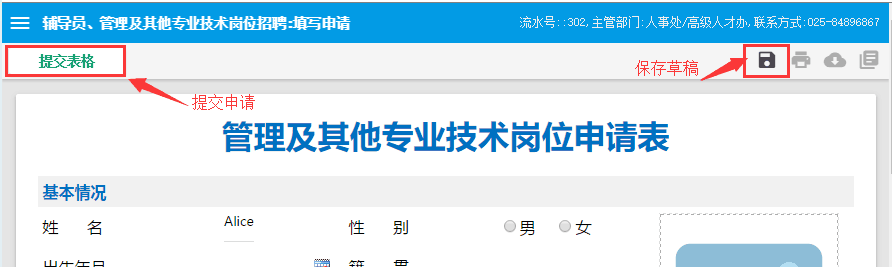 辅导员、管理及其他专业技术岗位招聘:填写申请
流水号::302, 主管部门:人事处/高级人才办, 联系方式:025-84896867
提交表格
保存草稿
提交申请
管理及其他专业技术岗位申请表
基本情况
姓 名 Alice 性 别 男 女
出生年月 籍 贯